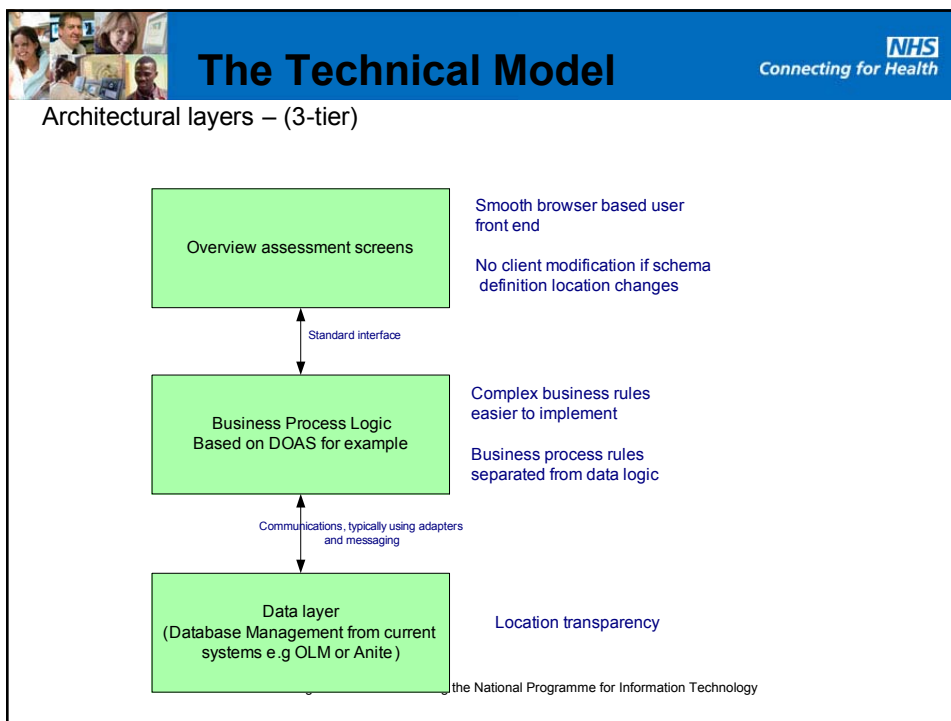 The Technical Model
NHS
Connecting for Health
Architectural layers – (3-tier)
Overview assessment screens
Smooth browser based user
front end
No client modification if schema
definition location changes
Standard interface
Business Process Logic
Based on DOAS for example
Complex business rules
easier to implement
Business process rules
separated from data logic
Communications, typically using adapters
and messaging
Data layer
(Database Management from current
systems e.g OLM or Anite)
Location transparency
the National Programme for Information Technology